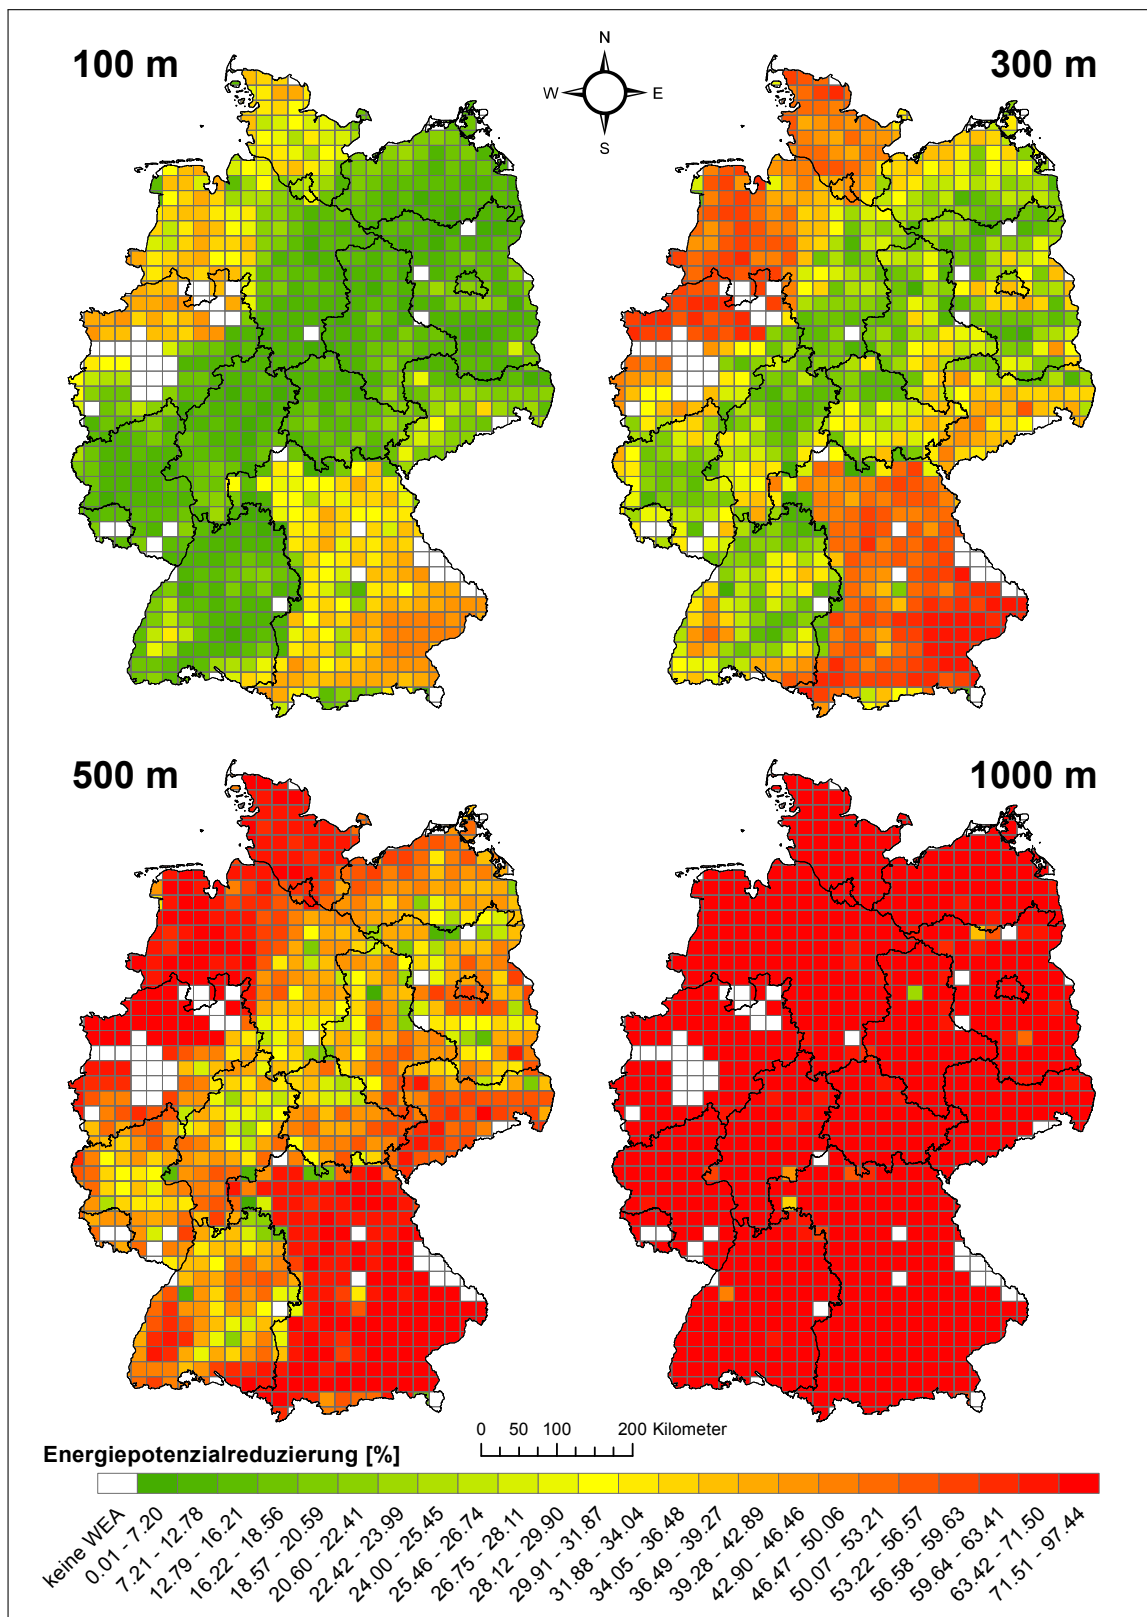 100 m
300 m
N
W
E
S
500 m
1000 m
0 50 100 200 Kilometer
Energiepotenzialreduzierung [%]
keine WEA
0.01 - 7.20
7.21 - 12.78
12.79 - 16.21
16.22 - 18.56
18.57 - 20.59
20.60 - 22.41
22.42 - 23.99
24.00 - 25.45
25.46 - 26.74
26.75 - 28.11
28.12 - 29.90
29.91 - 31.87
31.88 - 34.04
34.05 - 36.48
36.49 - 39.27
39.28 - 42.89
42.90 - 46.46
46.47 - 50.06
50.07 - 53.21
53.22 - 56.57
56.58 - 59.63
59.64 - 63.41
63.42 - 71.50
71.51 - 97.44